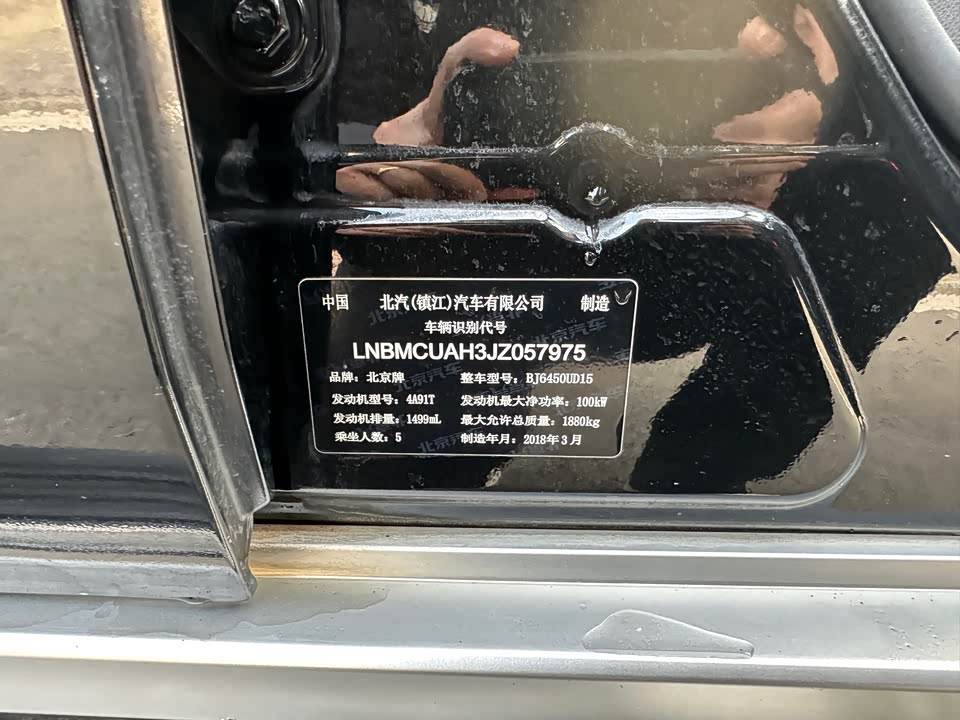 中国 北汽(镇江)汽车有限公司 制造
车辆识别代号
LNBMCUAH3JZ057975
品牌：北京牌 整车型号：BJ6450UD15
发动机型号：4A91T 发动机最大净功率：100kW
发动机排量：1499mL 最大允许总质量：1880kg
乘坐人数：5 制造年月：2018年3月